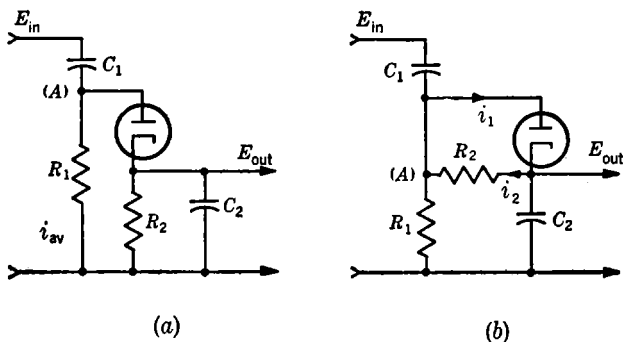 E_in
C_1
(A)
R_1
E_out
R_2
C_2
i_av
(a)
E_in
C_1
i_1
E_out
R_2
(A)
i_2
R_1
C_2
(b)